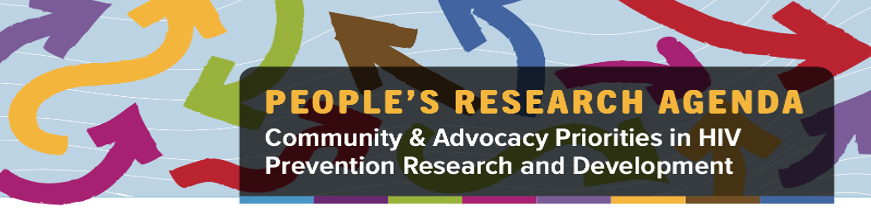 PEOPLE'S RESEARCH AGENDA
Community & Advocacy Priorities in HIV
Prevention Research and Development